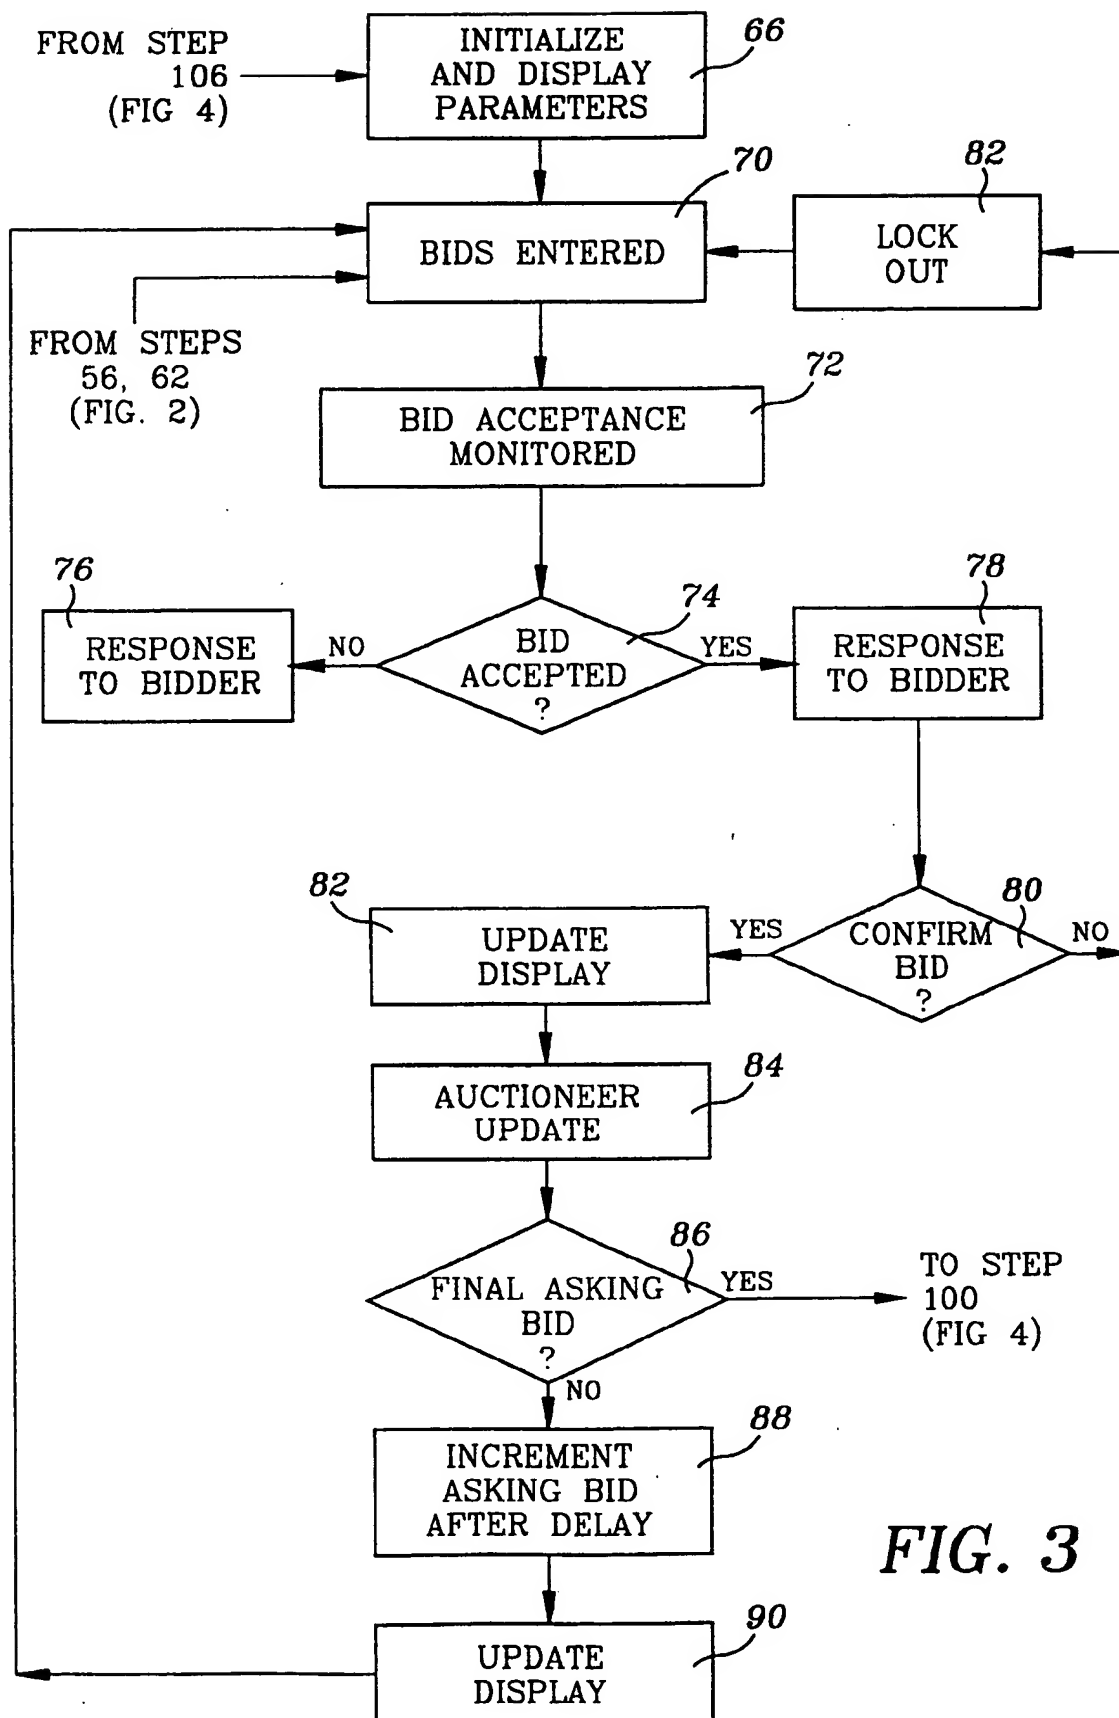 FROM STEP
106
(FIG 4)
INITIALIZE
AND DISPLAY
PARAMETERS
66
70
BIDS ENTERED
82
LOCK
OUT
FROM STEPS
56, 62
(FIG. 2)
72
BID ACCEPTANCE
MONITORED
76
RESPONSE
TO BIDDER
NO
74
BID
ACCEPTED
?
YES
78
RESPONSE
TO BIDDER
82
UPDATE
DISPLAY
YES
80
CONFIRM
BID
?
NO
84
AUCTIONEER
UPDATE
86
FINAL ASKING
BID
?
YES
TO STEP
100
(FIG 4)
NO
88
INCREMENT
ASKING BID
AFTER DELAY
FIG. 3
90
UPDATE
DISPLAY